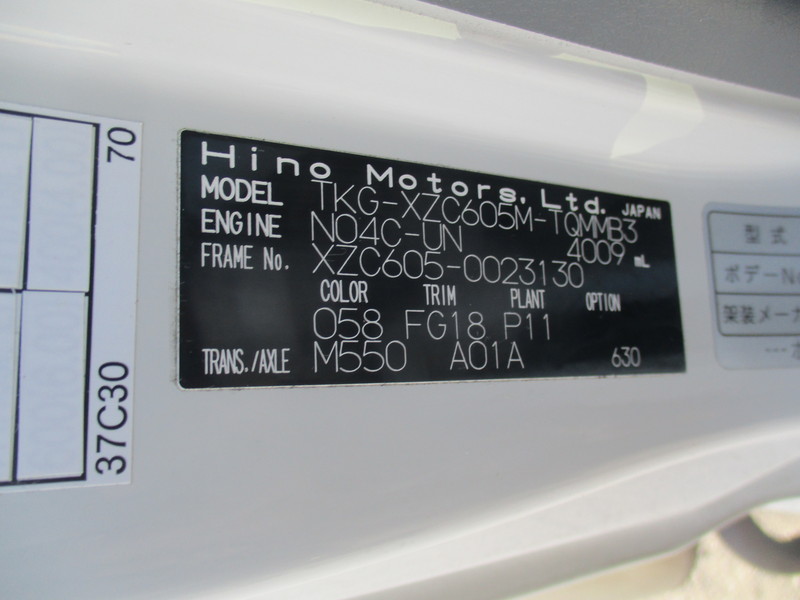 Hino Motors, Ltd. JAPAN
MODEL TKG-XZC605M-TQMMB3
ENGINE N04C-UN 4009 mL
FRAME No. XZC605-0023130
COLOR TRIM PLANT OPTION
058 FG18 P11
TRANS./AXLE M550 A01A 630
70
37C30
型式
ボデーNo
架装メーカ